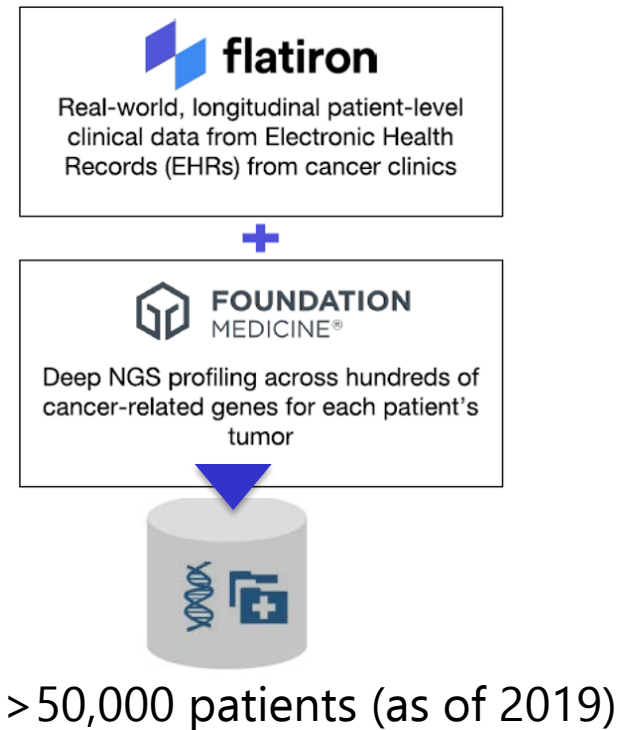 flatiron
Real-world, longitudinal patient-level
clinical data from Electronic Health
Records (EHRs) from cancer clinics
+
FOUNDATION
MEDICINE®
Deep NGS profiling across hundreds of
cancer-related genes for each patient's
tumor
>50,000 patients (as of 2019)